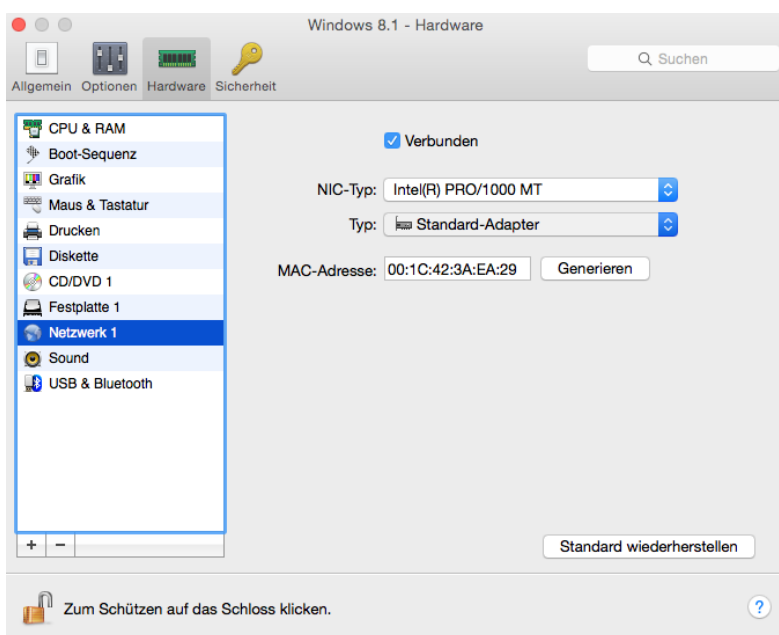 Windows 8.1 - Hardware
Allgemein Optionen Hardware Sicherheit
Suchen
CPU & RAM
Boot-Sequenz
Grafik
Maus & Tastatur
Drucken
Diskette
CD/DVD 1
Festplatte 1
Netzwerk 1
Sound
USB & Bluetooth
+ −
Verbunden
NIC-Typ: Intel(R) PRO/1000 MT
Typ: Standard-Adapter
MAC-Adresse: 00:1C:42:3A:EA:29 Generieren
Standard wiederherstellen
Zum Schützen auf das Schloss klicken.
?